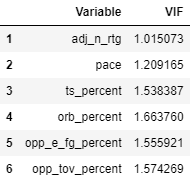 Variable VIF
1 adj_n_rtg 1.015073
2 pace 1.209165
3 ts_percent 1.538387
4 orb_percent 1.663760
5 opp_e_fg_percent 1.555921
6 opp_tov_percent 1.574269